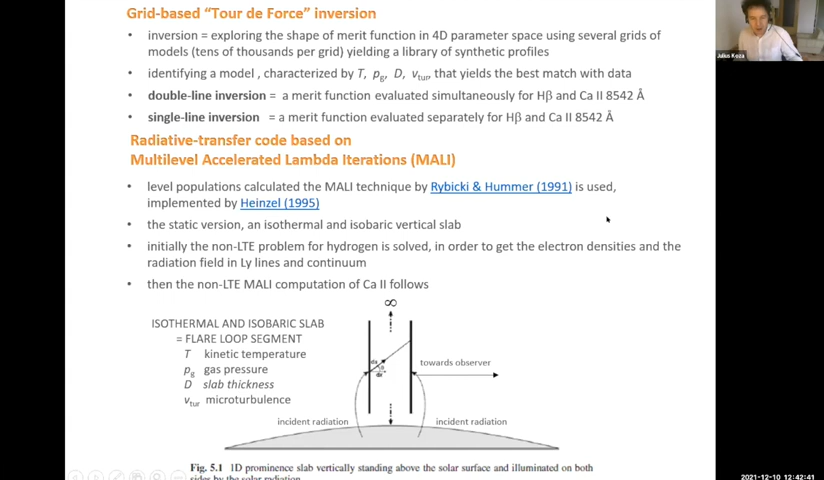 Grid-based “Tour de Force” inversion
• inversion = exploring the shape of merit function in 4D parameter space using several grids of
models (tens of thousands per grid) yielding a library of synthetic profiles
• identifying a model , characterized by T, pg, D, vtur, that yields the best match with data
• double-line inversion = a merit function evaluated simultaneously for Hβ and Ca II 8542 Å
• single-line inversion = a merit function evaluated separately for Hβ and Ca II 8542 Å
Radiative-transfer code based on
Multilevel Accelerated Lambda Iterations (MALI)
• level populations calculated the MALI technique by Rybicki & Hummer (1991) is used,
implemented by Heinzel (1995)
• the static version, an isothermal and isobaric vertical slab
• initially the non-LTE problem for hydrogen is solved, in order to get the electron densities and the
radiation field in Ly lines and continuum
• then the non-LTE MALI computation of Ca II follows
∞
ISOTHERMAL AND ISOBARIC SLAB
= FLARE LOOP SEGMENT
T kinetic temperature
pg gas pressure
D slab thickness
vtur microturbulence
towards observer
incident radiation
incident radiation
Fig. 5.1 1D prominence slab vertically standing above the solar surface and illuminated on both
sides by the solar radiation
Julius Koza
2021-12-10 12:42:41